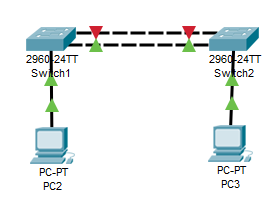 2960-24TT
Switch1
2960-24TT
Switch2
PC-PT
PC2
PC-PT
PC3